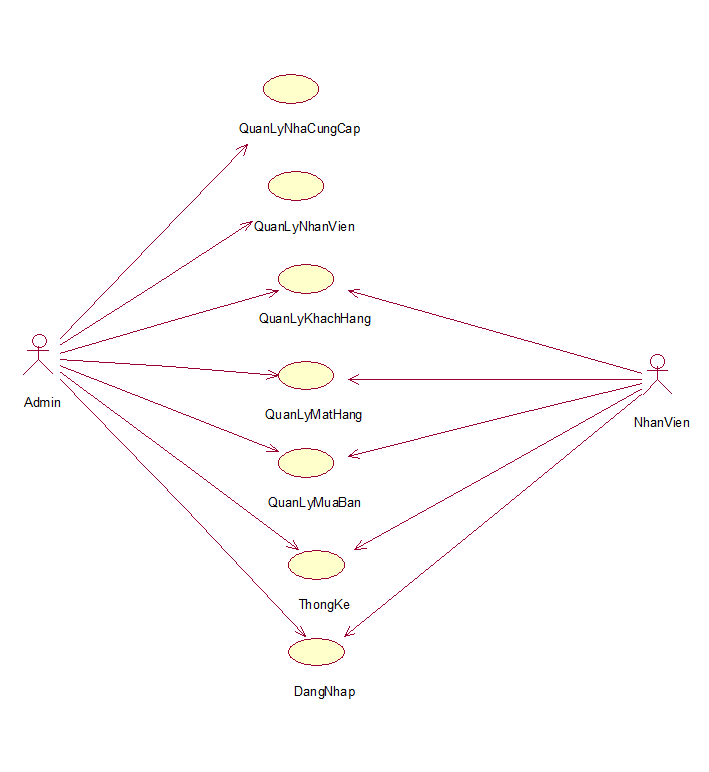 QuanLyNhaCungCap
QuanLyNhanVien
QuanLyKhachHang
Admin
QuanLyMatHang
NhanVien
QuanLyMuaBan
ThongKe
DangNhap